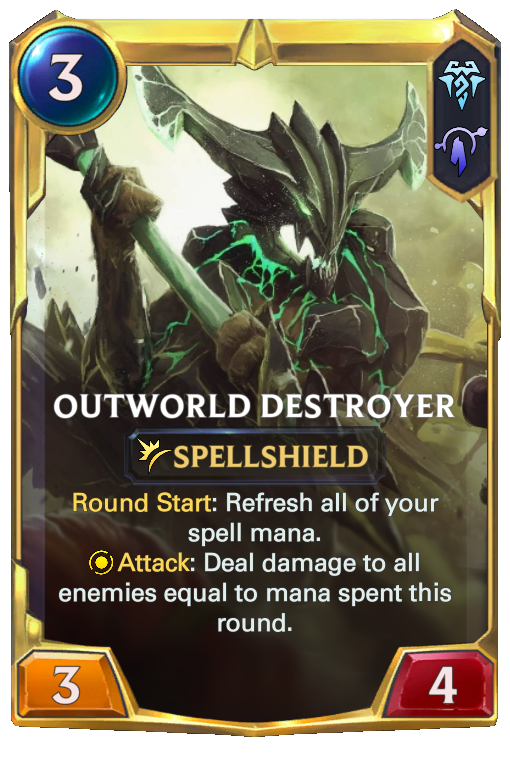 3
OUTWORLD DESTROYER
SPELLSHIELD
Round Start: Refresh all of your
spell mana.
Attack: Deal damage to all
enemies equal to mana spent this
round.
3
4